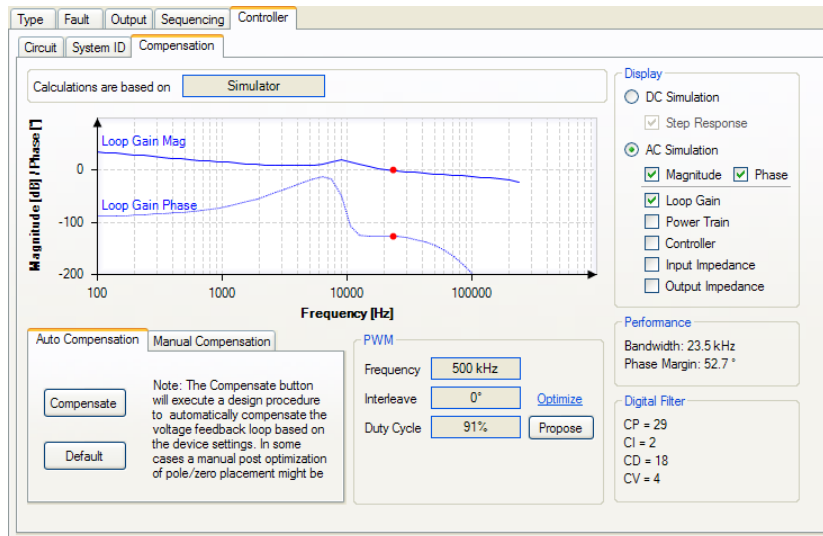 Type Fault Output Sequencing Controller
Circuit System ID Compensation
Calculations are based on Simulator
Magnitude [dB] / Phase [°]
Loop Gain Mag
Loop Gain Phase
0
-100
-200
100 1000 10000 100000
Frequency [Hz]
Display
DC Simulation
Step Response
AC Simulation
Magnitude Phase
Loop Gain
Power Train
Controller
Input Impedance
Output Impedance
Performance
Bandwidth: 23.5 kHz
Phase Margin: 52.7 °
Digital Filter
CP = 29
CI = 2
CD = 18
CV = 4
Auto Compensation Manual Compensation
Compensate
Default
Note: The Compensate button
will execute a design procedure
to automatically compensate the
voltage feedback loop based on
the device settings. In some
cases a manual post optimization
of pole/zero placement might be
PWM
Frequency 500 kHz
Interleave 0° Optimize
Duty Cycle 91% Propose